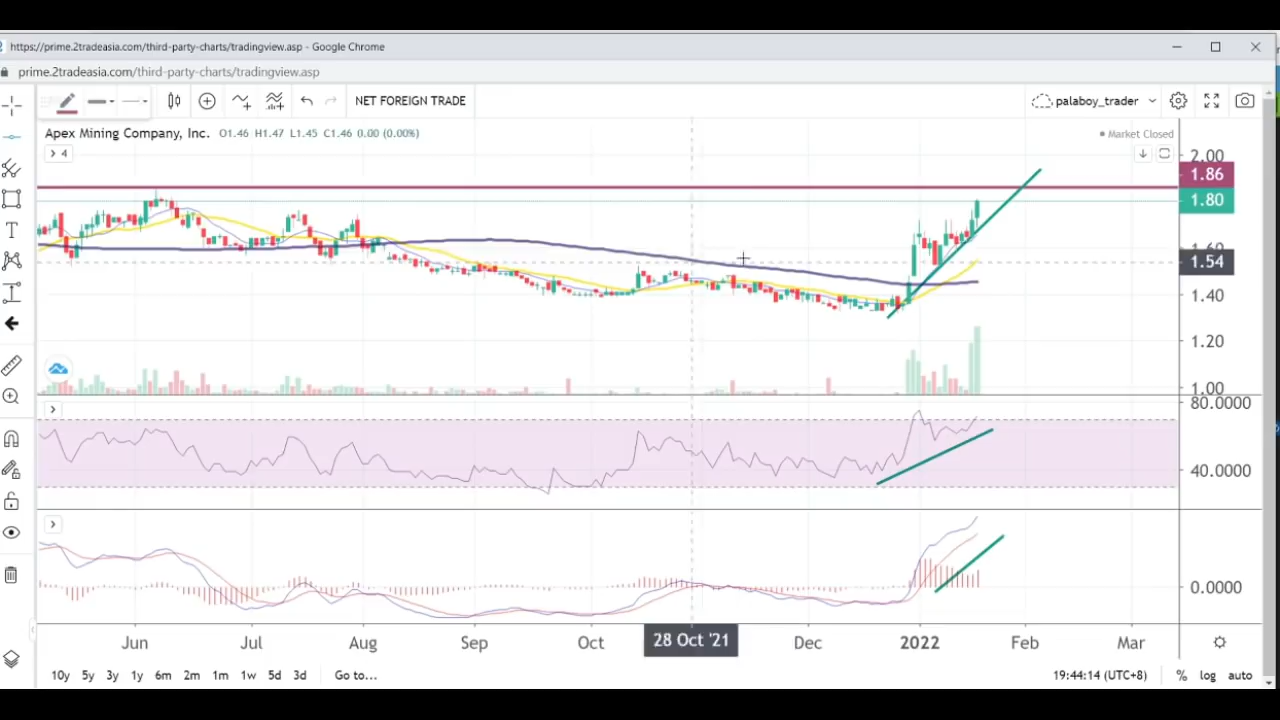 https://prime.2tradeasia.com/third-party-charts/tradingview.asp - Google Chrome
prime.2tradeasia.com/third-party-charts/tradingview.asp
NET FOREIGN TRADE
palaboy_trader
Apex Mining Company, Inc. O1.46 H1.47 L1.45 C1.46 0.00 (0.00%)
Market Closed
4
2.00
1.86
1.80
1.60
1.54
1.40
1.20
1.00
80.0000
40.0000
0.0000
Jun Jul Aug Sep Oct 28 Oct '21 Dec 2022 Feb Mar
10y 5y 3y 1y 6m 2m 1m 1w 5d 3d Go to... 19:44:14 (UTC+8) % log auto